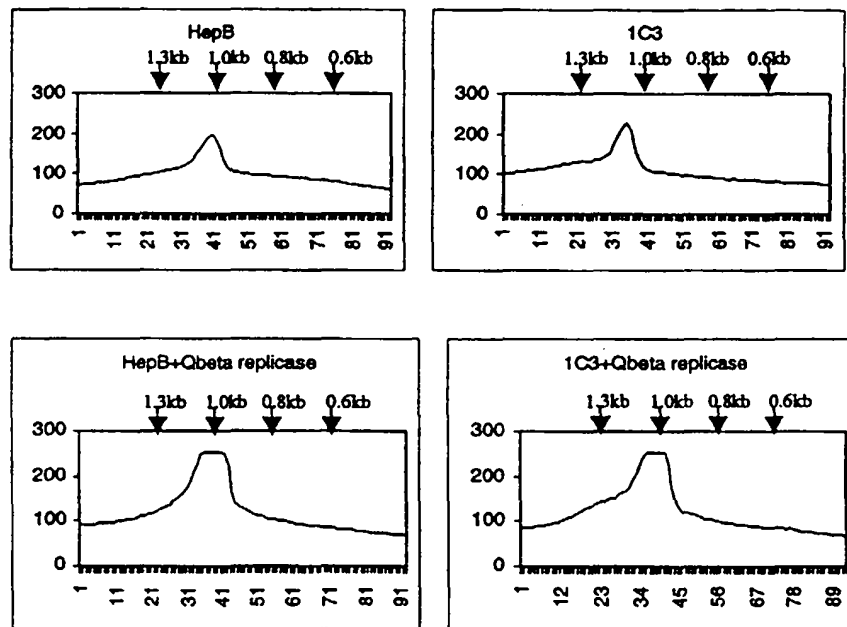 HepB
1.3kb 1.0kb 0.8kb 0.6kb
300
200
100
0
1 11 21 31 41 51 61 71 81 91
1C3
1.3kb 1.0kb 0.8kb 0.6kb
300
200
100
0
1 11 21 31 41 51 61 71 81 91
HepB+Qbeta replicase
1.3kb 1.0kb 0.8kb 0.6kb
300
200
100
0
1 11 21 31 41 51 61 71 81 91
1C3+Qbeta replicase
1.3kb 1.0kb 0.8kb 0.6kb
300
200
100
0
1 12 23 34 45 56 67 78 89